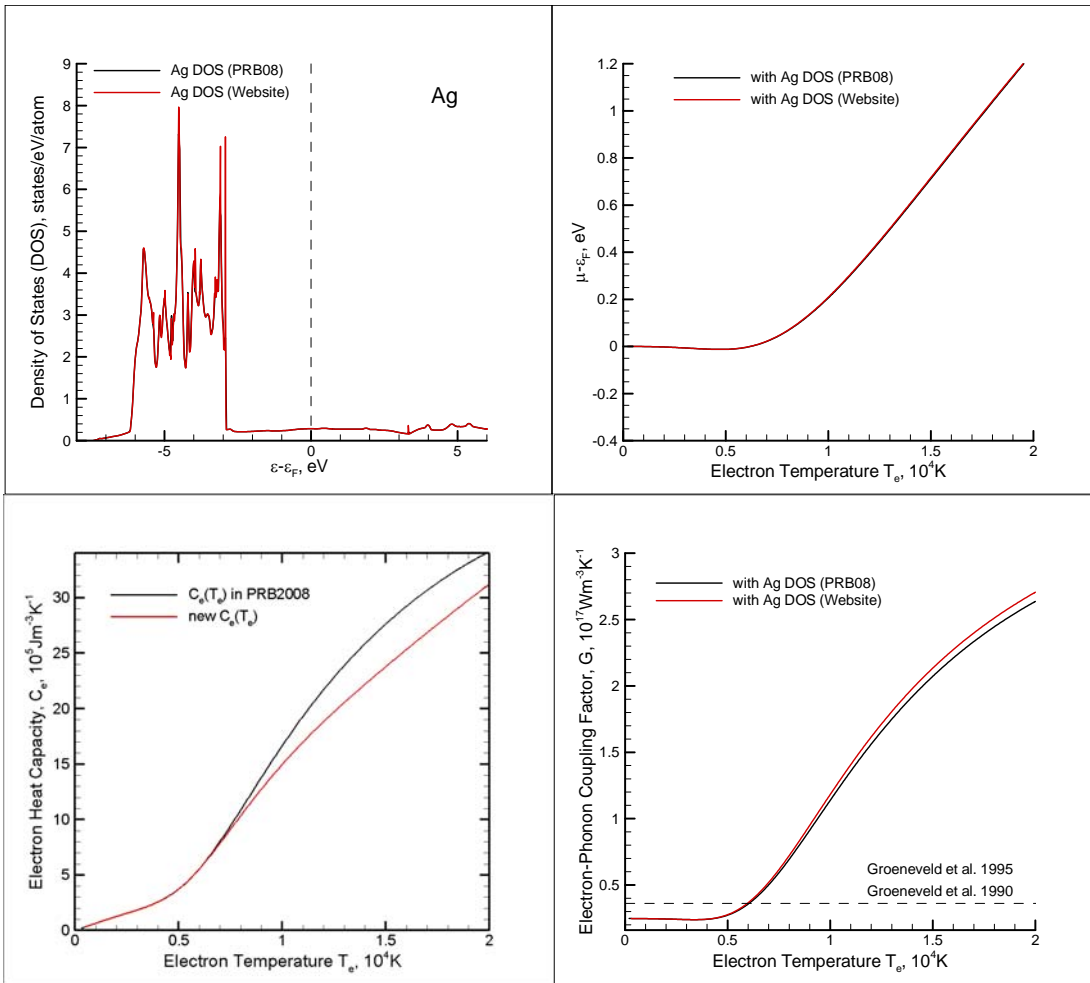 Ag DOS (PRB08)
Ag DOS (Website)
Ag
Density of States (DOS), states/eV/atom
9
8
7
6
5
4
3
2
1
0
-5
0
5
ε-ε_F, eV
with Ag DOS (PRB08)
with Ag DOS (Website)
μ-ε_F, eV
1.2
1
0.8
0.6
0.4
0.2
0
-0.2
-0.4
0
0.5
1
1.5
2
Electron Temperature T_e, 10^4K
C_e(T_e) in PRB2008
new C_e(T_e)
Electron Heat Capacity, C_e, 10^5Jm^-3K^-1
30
25
20
15
10
5
0
0
0.5
1
1.5
2
Electron Temperature T_e, 10^4K
with Ag DOS (PRB08)
with Ag DOS (Website)
Electron-Phonon Coupling Factor, G, 10^17Wm^-3K^-1
3
2.5
2
1.5
1
0.5
Groeneveld et al. 1995
Groeneveld et al. 1990
0
0.5
1
1.5
2
Electron Temperature T_e, 10^4K